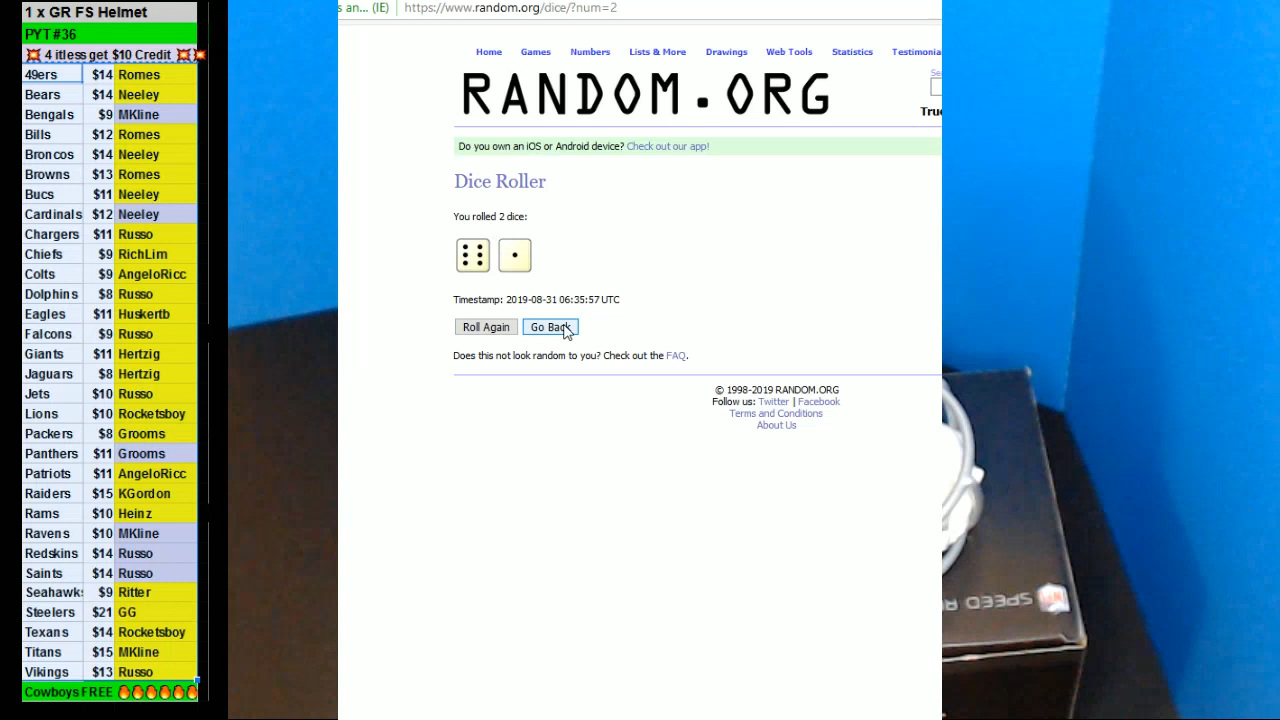 1 x GR FS Helmet
PYT #36
4 itless get $10 Credit
49ers $14 Romes
Bears $14 Neeley
Bengals $9 MKline
Bills $12 Romes
Broncos $14 Neeley
Browns $13 Romes
Bucs $11 Neeley
Cardinals $12 Neeley
Chargers $11 Russo
Chiefs $9 RichLim
Colts $9 AngeloRicc
Dolphins $8 Russo
Eagles $11 Huskertb
Falcons $9 Russo
Giants $11 Hertzig
Jaguars $8 Hertzig
Jets $10 Russo
Lions $10 Rocketsboy
Packers $8 Grooms
Panthers $11 Grooms
Patriots $11 AngeloRicc
Raiders $15 KGordon
Rams $10 Heinz
Ravens $10 MKline
Redskins $14 Russo
Saints $14 Russo
Seahawks $9 Ritter
Steelers $21 GG
Texans $14 Rocketsboy
Titans $15 MKline
Vikings $13 Russo
Cowboys FREE
s an... (IE) https://www.random.org/dice/?num=2
Home Games Numbers Lists & More Drawings Web Tools Statistics Testimonia
RANDOM.ORG
Sea
True
Do you own an iOS or Android device? Check out our app!
Dice Roller
You rolled 2 dice:
Timestamp: 2019-08-31 06:35:57 UTC
Roll Again Go Back
Does this not look random to you? Check out the FAQ.
© 1998-2019 RANDOM.ORG
Follow us: Twitter | Facebook
Terms and Conditions
About Us
SPEED